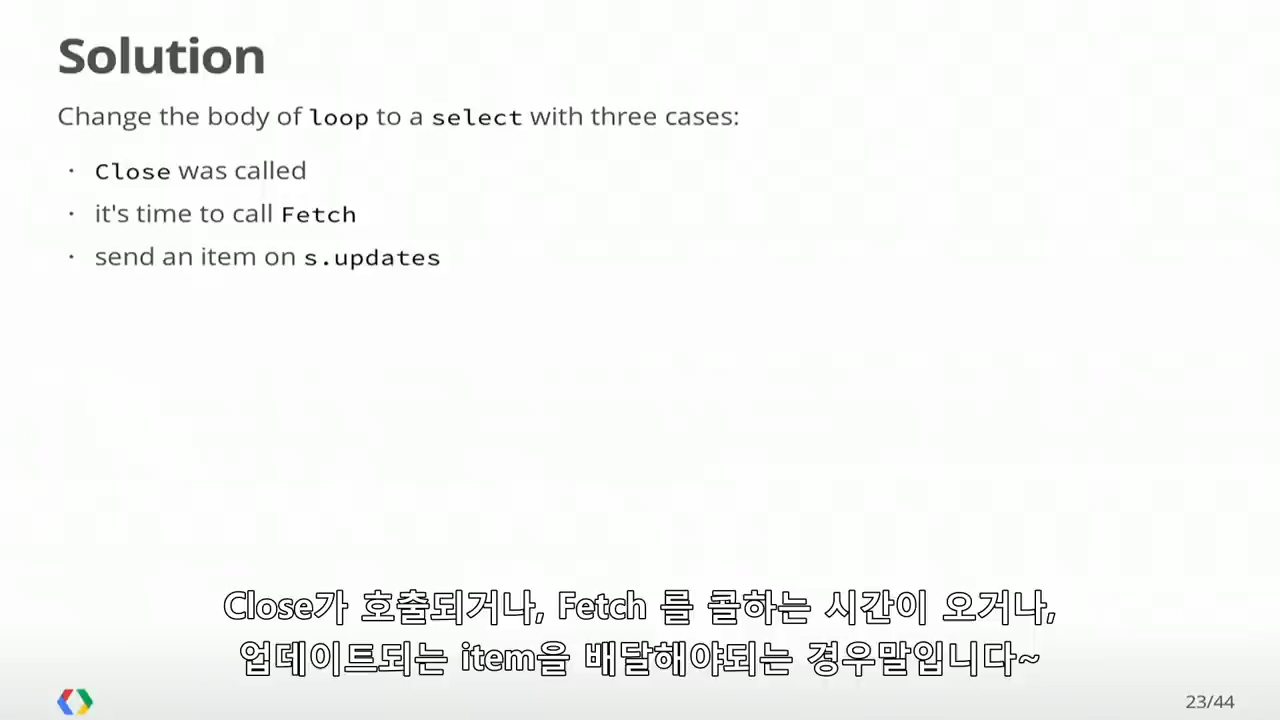 Solution
Change the body of loop to a select with three cases:
· Close was called
· it's time to call Fetch
· send an item on s.updates
Close가 호출되거나, Fetch 를 콜하는 시간이 오거나,
업데이트되는 item을 배달해야되는 경우말입니다~
23/44